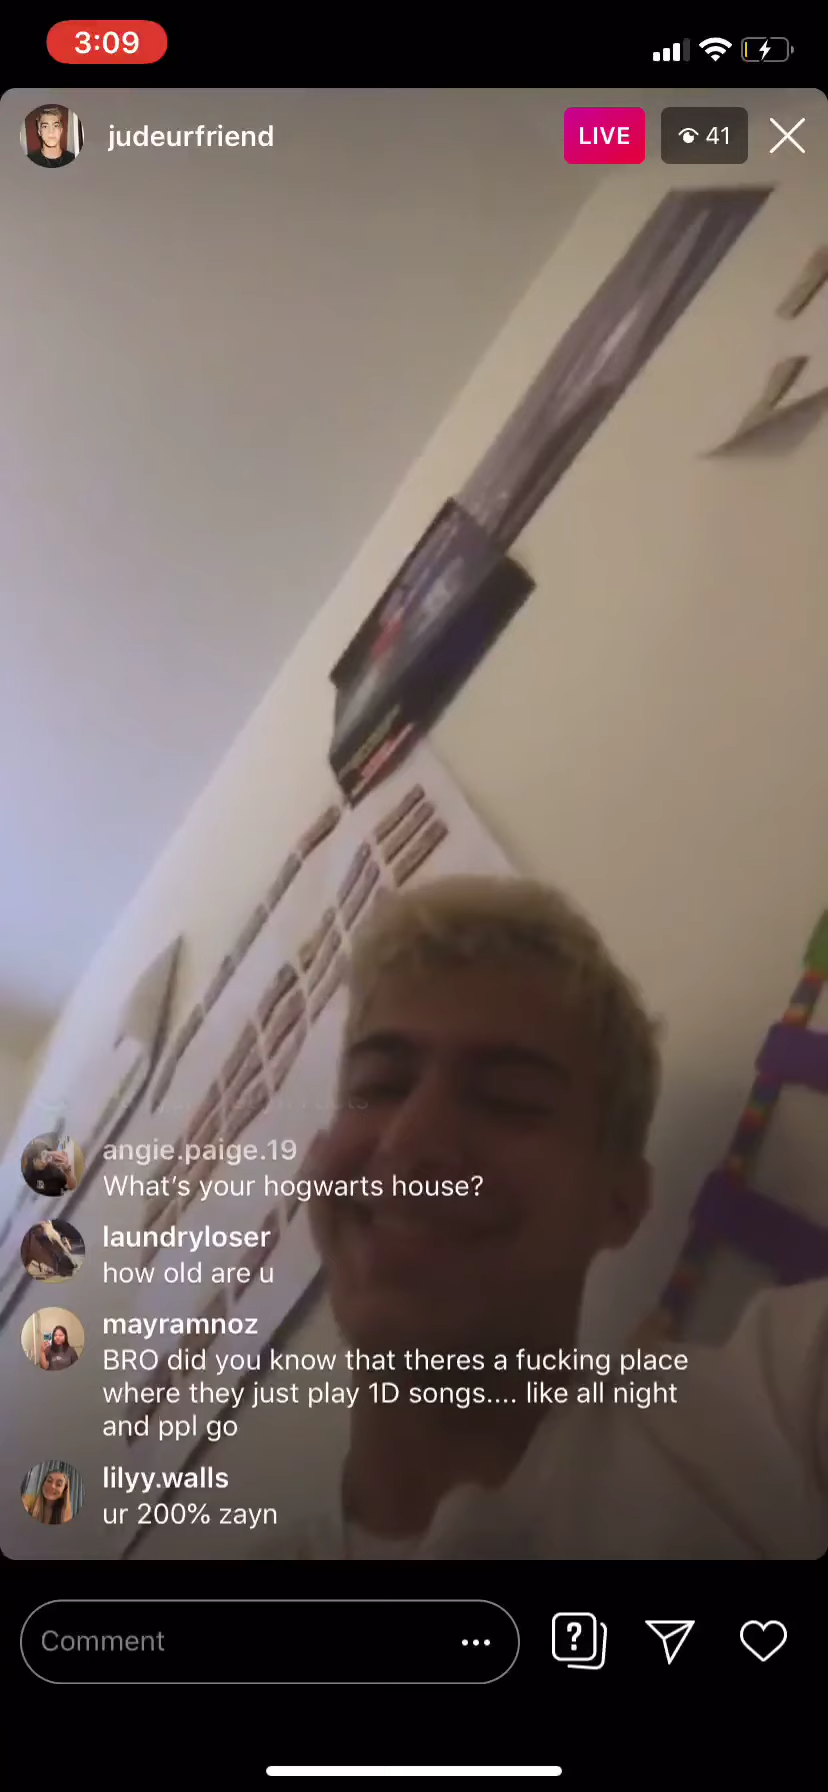 3:09
judeurfriend
LIVE
41
angie.paige.19
What's your hogwarts house?
laundryloser
how old are u
mayramnoz
BRO did you know that theres a fucking place
where they just play 1D songs.... like all night
and ppl go
lilyy.walls
ur 200% zayn
Comment